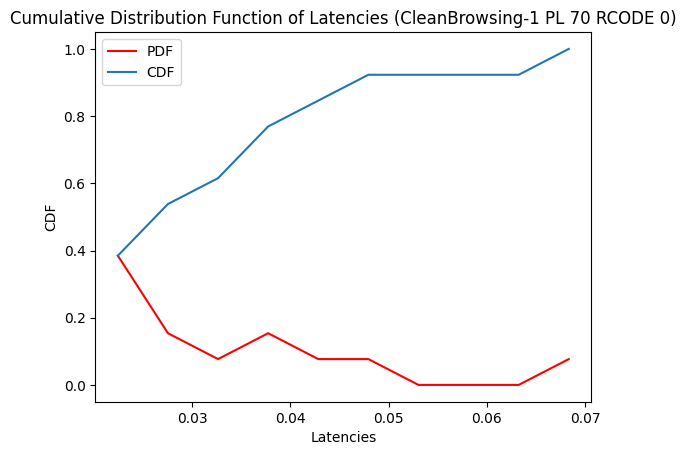 Cumulative Distribution Function of Latencies (CleanBrowsing-1 PL 70 RCODE 0)
PDF
CDF
1.0
0.8
0.6
0.4
0.2
0.0
CDF
0.03 0.04 0.05 0.06 0.07
Latencies